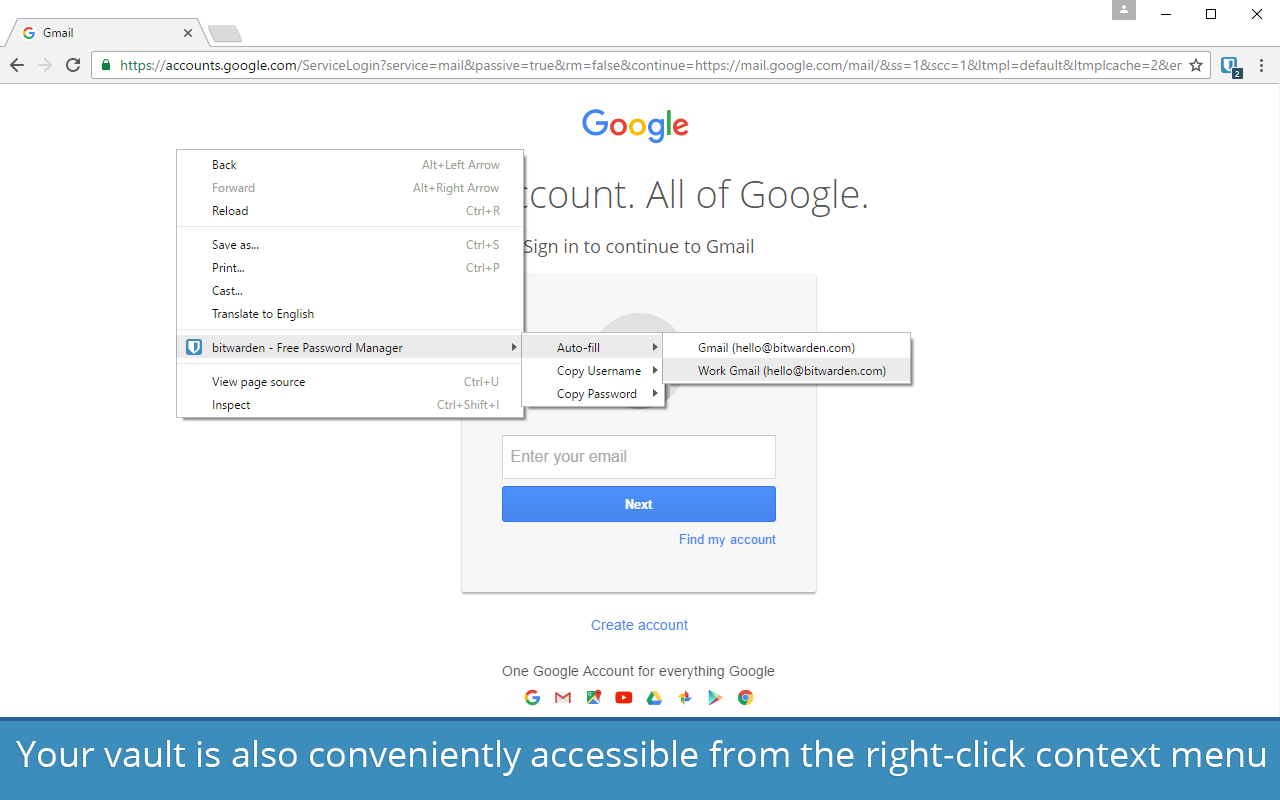 Gmail
https://accounts.google.com/ServiceLogin?service=mail&passive=true&rm=false&continue=https://mail.google.com/mail/&ss=1&scc=1&ltmpl=default&ltmplcache=2&en
2
Google
ccount. All of Google.
Sign in to continue to Gmail
Back Alt+Left Arrow
Forward Alt+Right Arrow
Reload Ctrl+R
Save as... Ctrl+S
Print... Ctrl+P
Cast...
Translate to English
bitwarden - Free Password Manager
View page source Ctrl+U
Inspect Ctrl+Shift+I
Auto-fill
Copy Username
Copy Password
Gmail (hello@bitwarden.com)
Work Gmail (hello@bitwarden.com)
Enter your email
Next
Find my account
Create account
One Google Account for everything Google
Your vault is also conveniently accessible from the right-click context menu